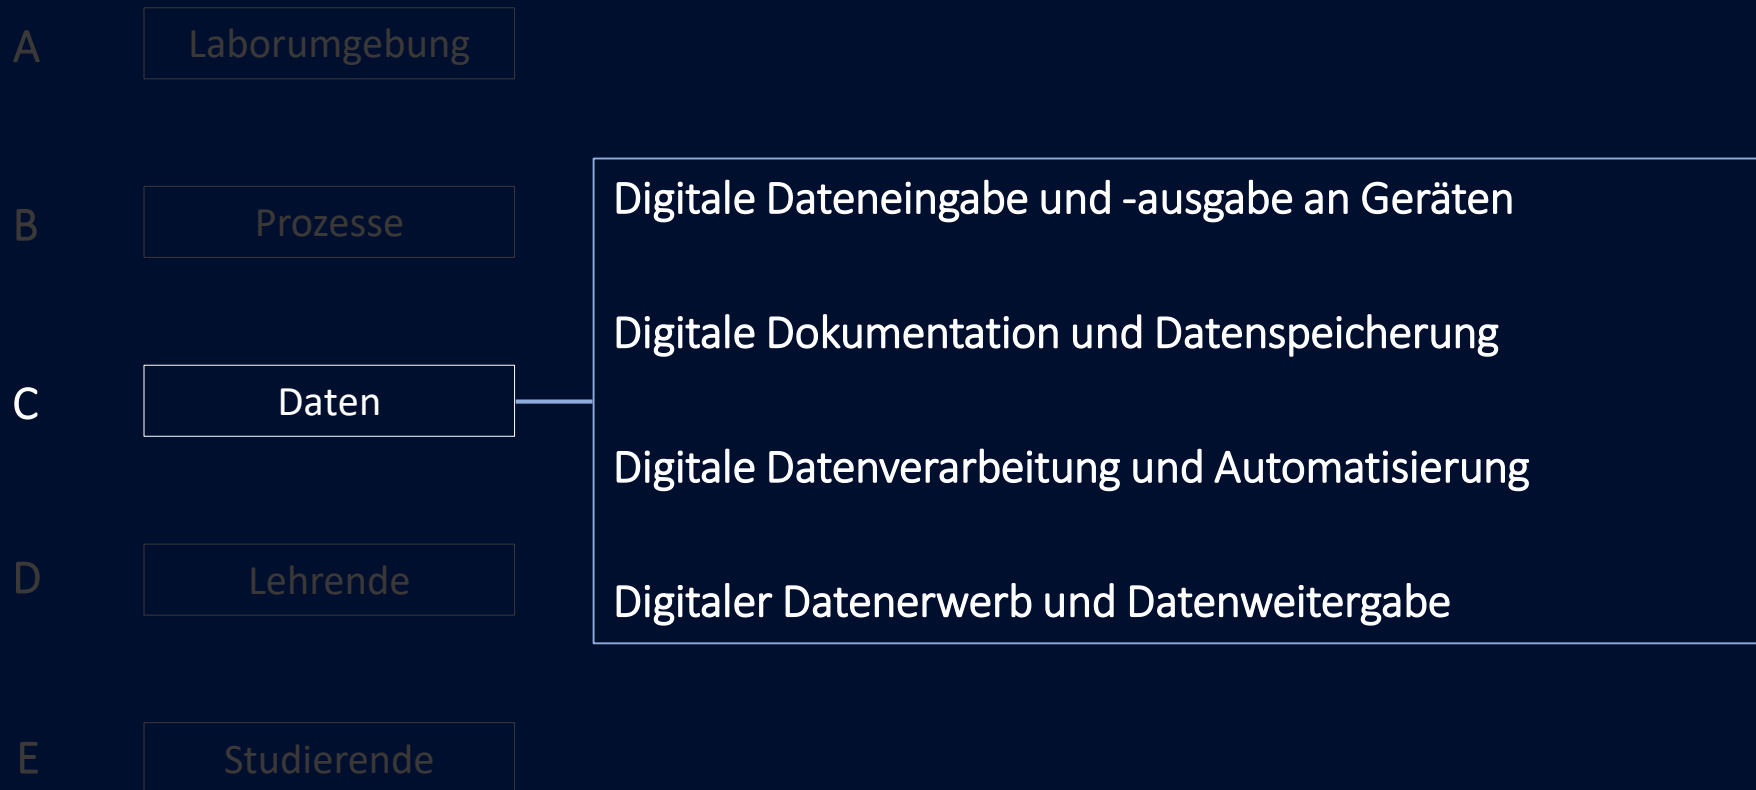 A Laborumgebung
B Prozesse
C Daten
Digitale Dateneingabe und -ausgabe an Geräten
Digitale Dokumentation und Datenspeicherung
Digitale Datenverarbeitung und Automatisierung
Digitaler Datenerwerb und Datenweitergabe
D Lehrende
E Studierende